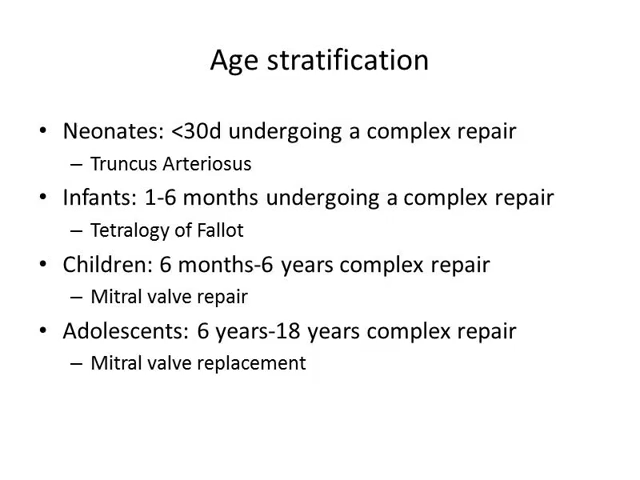 Age stratification
• Neonates: <30d undergoing a complex repair
– Truncus Arteriosus
• Infants: 1-6 months undergoing a complex repair
– Tetralogy of Fallot
• Children: 6 months-6 years complex repair
– Mitral valve repair
• Adolescents: 6 years-18 years complex repair
– Mitral valve replacement